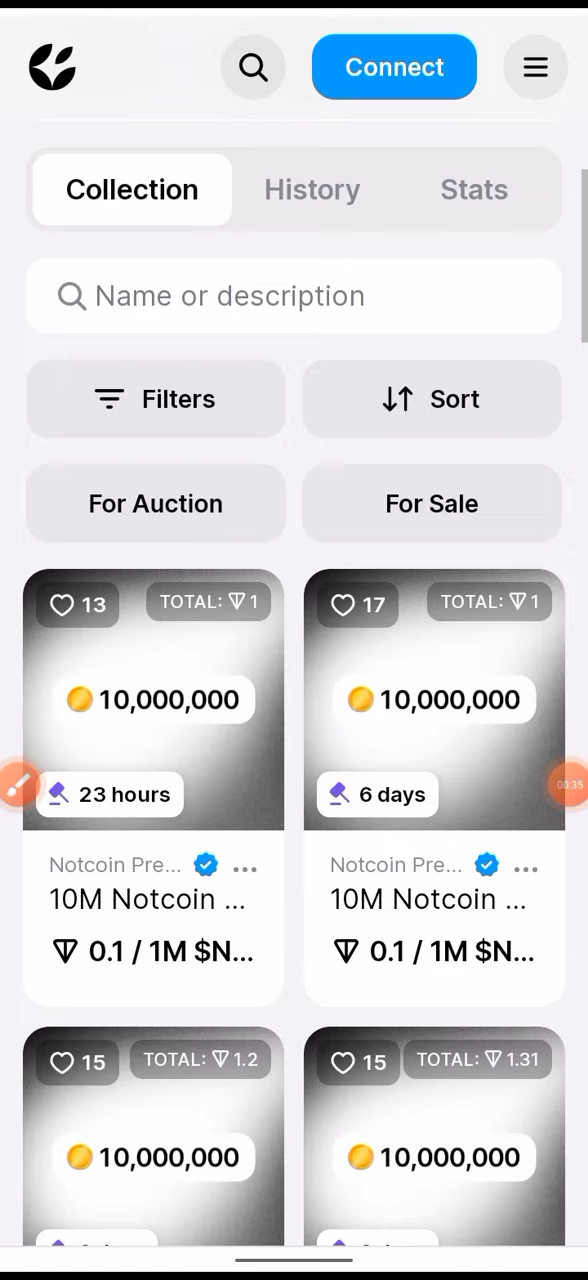 Connect
Collection
History
Stats
Name or description
Filters
Sort
For Auction
For Sale
13
TOTAL: 1
10,000,000
23 hours
Notcoin Pre...
10M Notcoin ...
0.1 / 1M $N...
17
TOTAL: 1
10,000,000
6 days
Notcoin Pre...
10M Notcoin ...
0.1 / 1M $N...
00:35
15
TOTAL: 1.2
10,000,000
15
TOTAL: 1.31
10,000,000